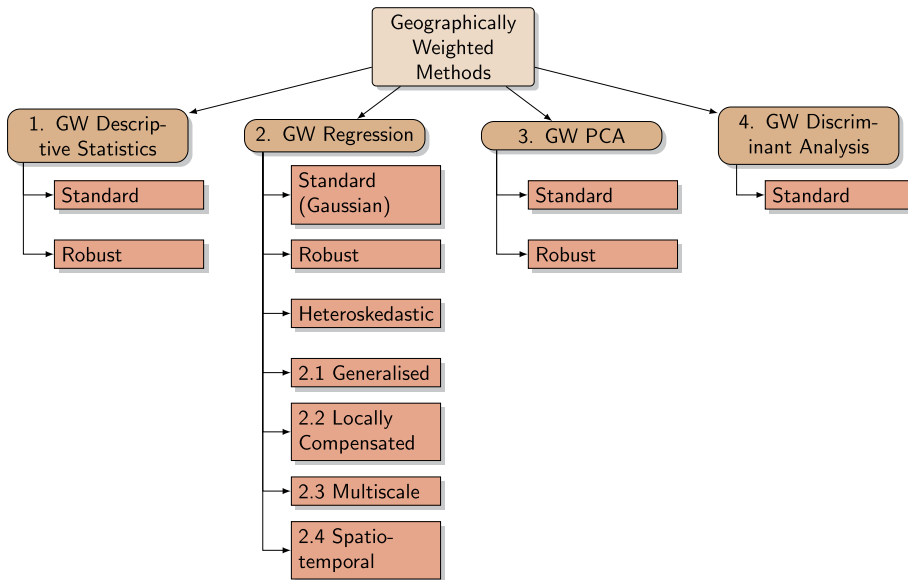 Geographically
Weighted
Methods
1. GW Descrip-
tive Statistics
Standard
Robust
2. GW Regression
Standard
(Gaussian)
Robust
Heteroskedastic
2.1 Generalised
2.2 Locally
Compensated
2.3 Multiscale
2.4 Spatio-
temporal
3. GW PCA
Standard
Robust
4. GW Discrim-
inant Analysis
Standard